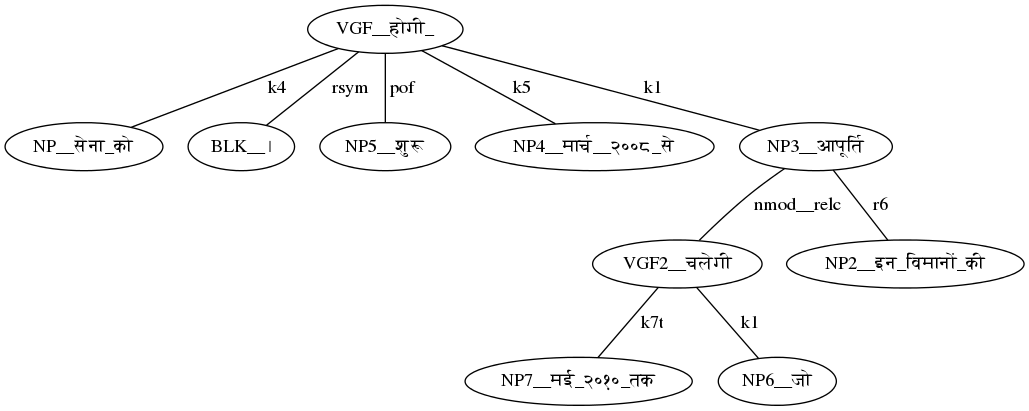 VGF__होगी_
k4 rsym pof k5 k1
NP__सेना_को BLK__। NP5__शुरू NP4__मार्च__२००८_से NP3__आपूर्ति
nmod__relc r6
VGF2__चलेगी NP2__इन_विमानों_की
k7t k1
NP7__मई_२०१०_तक NP6__जो